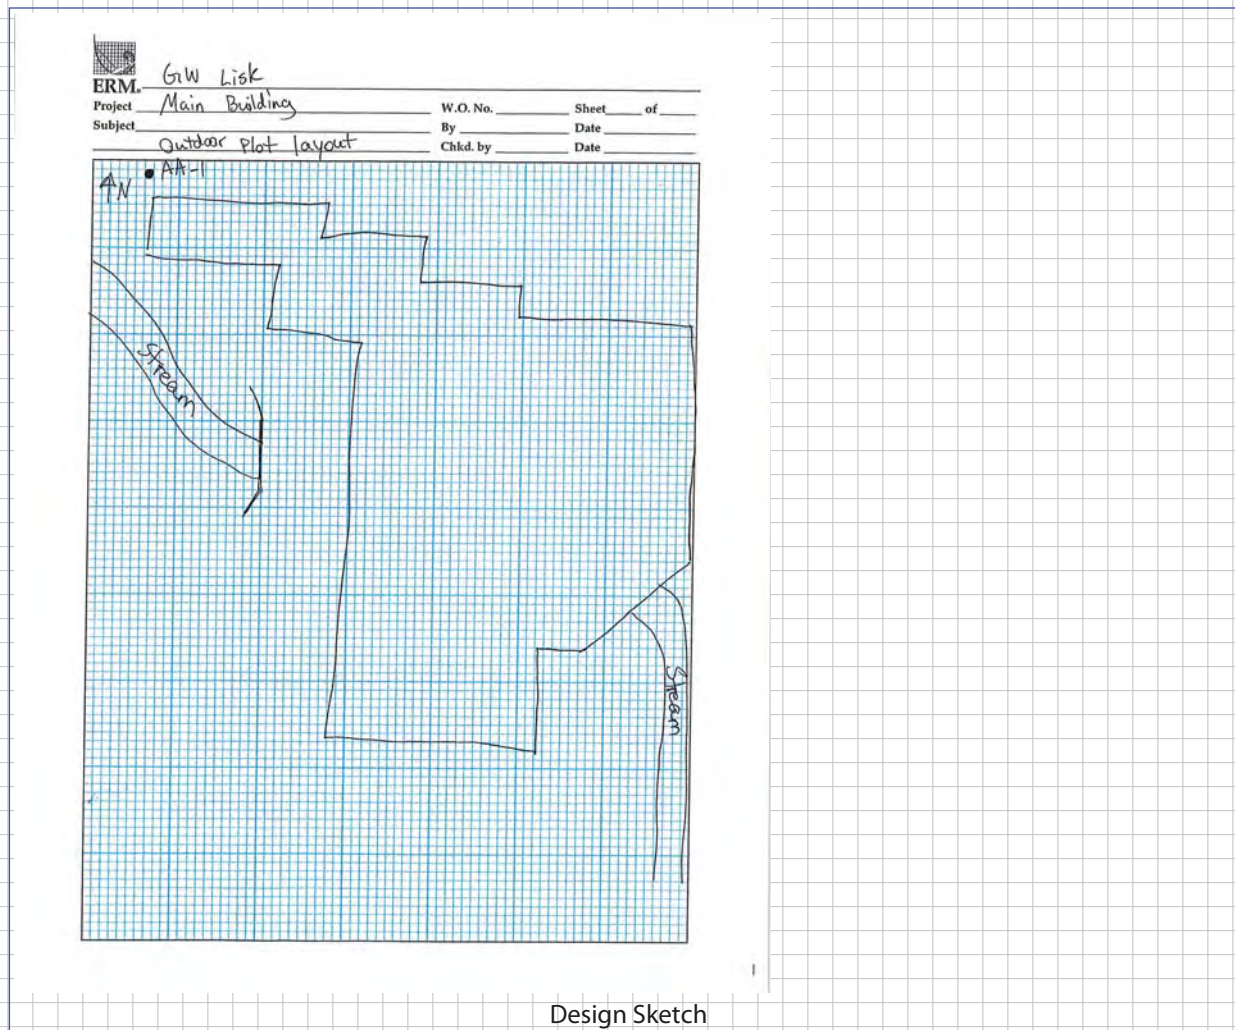 GW Lisk
ERM.
Project Main Building W.O. No. Sheet of
Subject By Date
Outdoor Plot layout Chkd. by Date
AA-1
N
Stream
Stream
1
Design Sketch